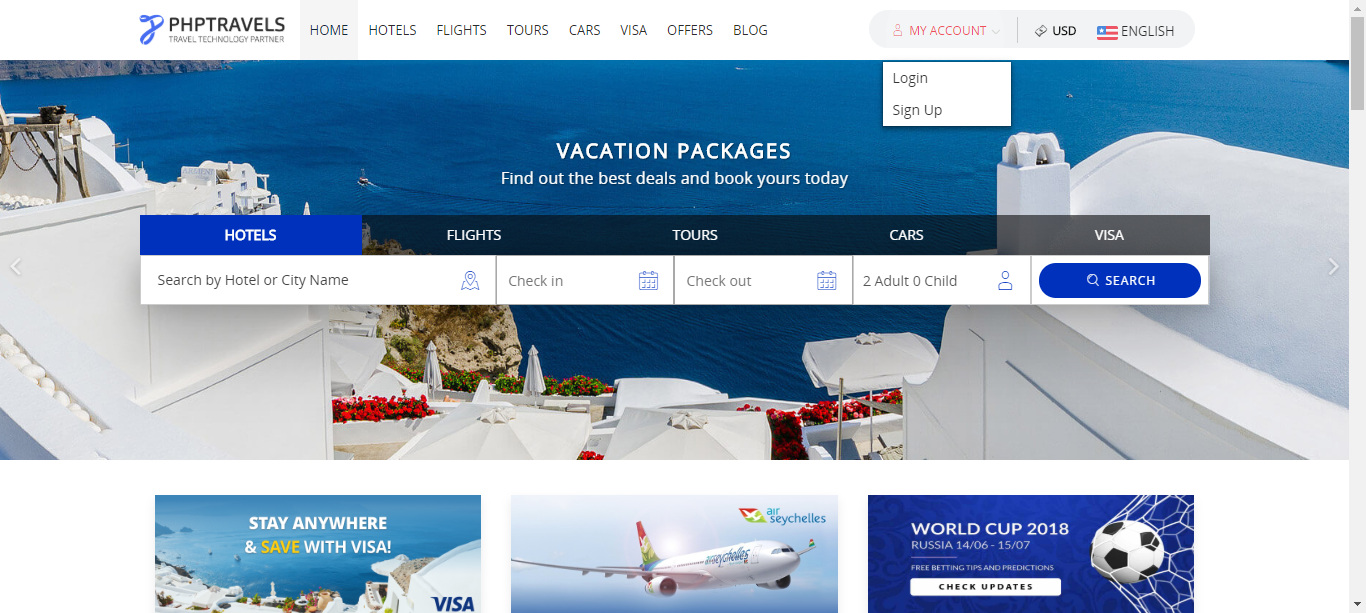 PHPTRAVELS
TRAVEL TECHNOLOGY PARTNER
HOME HOTELS FLIGHTS TOURS CARS VISA OFFERS BLOG
MY ACCOUNT USD ENGLISH
Login
Sign Up
VACATION PACKAGES
Find out the best deals and book yours today
HOTELS FLIGHTS TOURS CARS VISA
Search by Hotel or City Name Check in Check out 2 Adult 0 Child SEARCH
STAY ANYWHERE
& SAVE WITH VISA!
VISA
air
seychelles
airseychelles
WORLD CUP 2018
RUSSIA 14/06 - 15/07
FREE BETTING TIPS AND PREDICTIONS
CHECK UPDATES